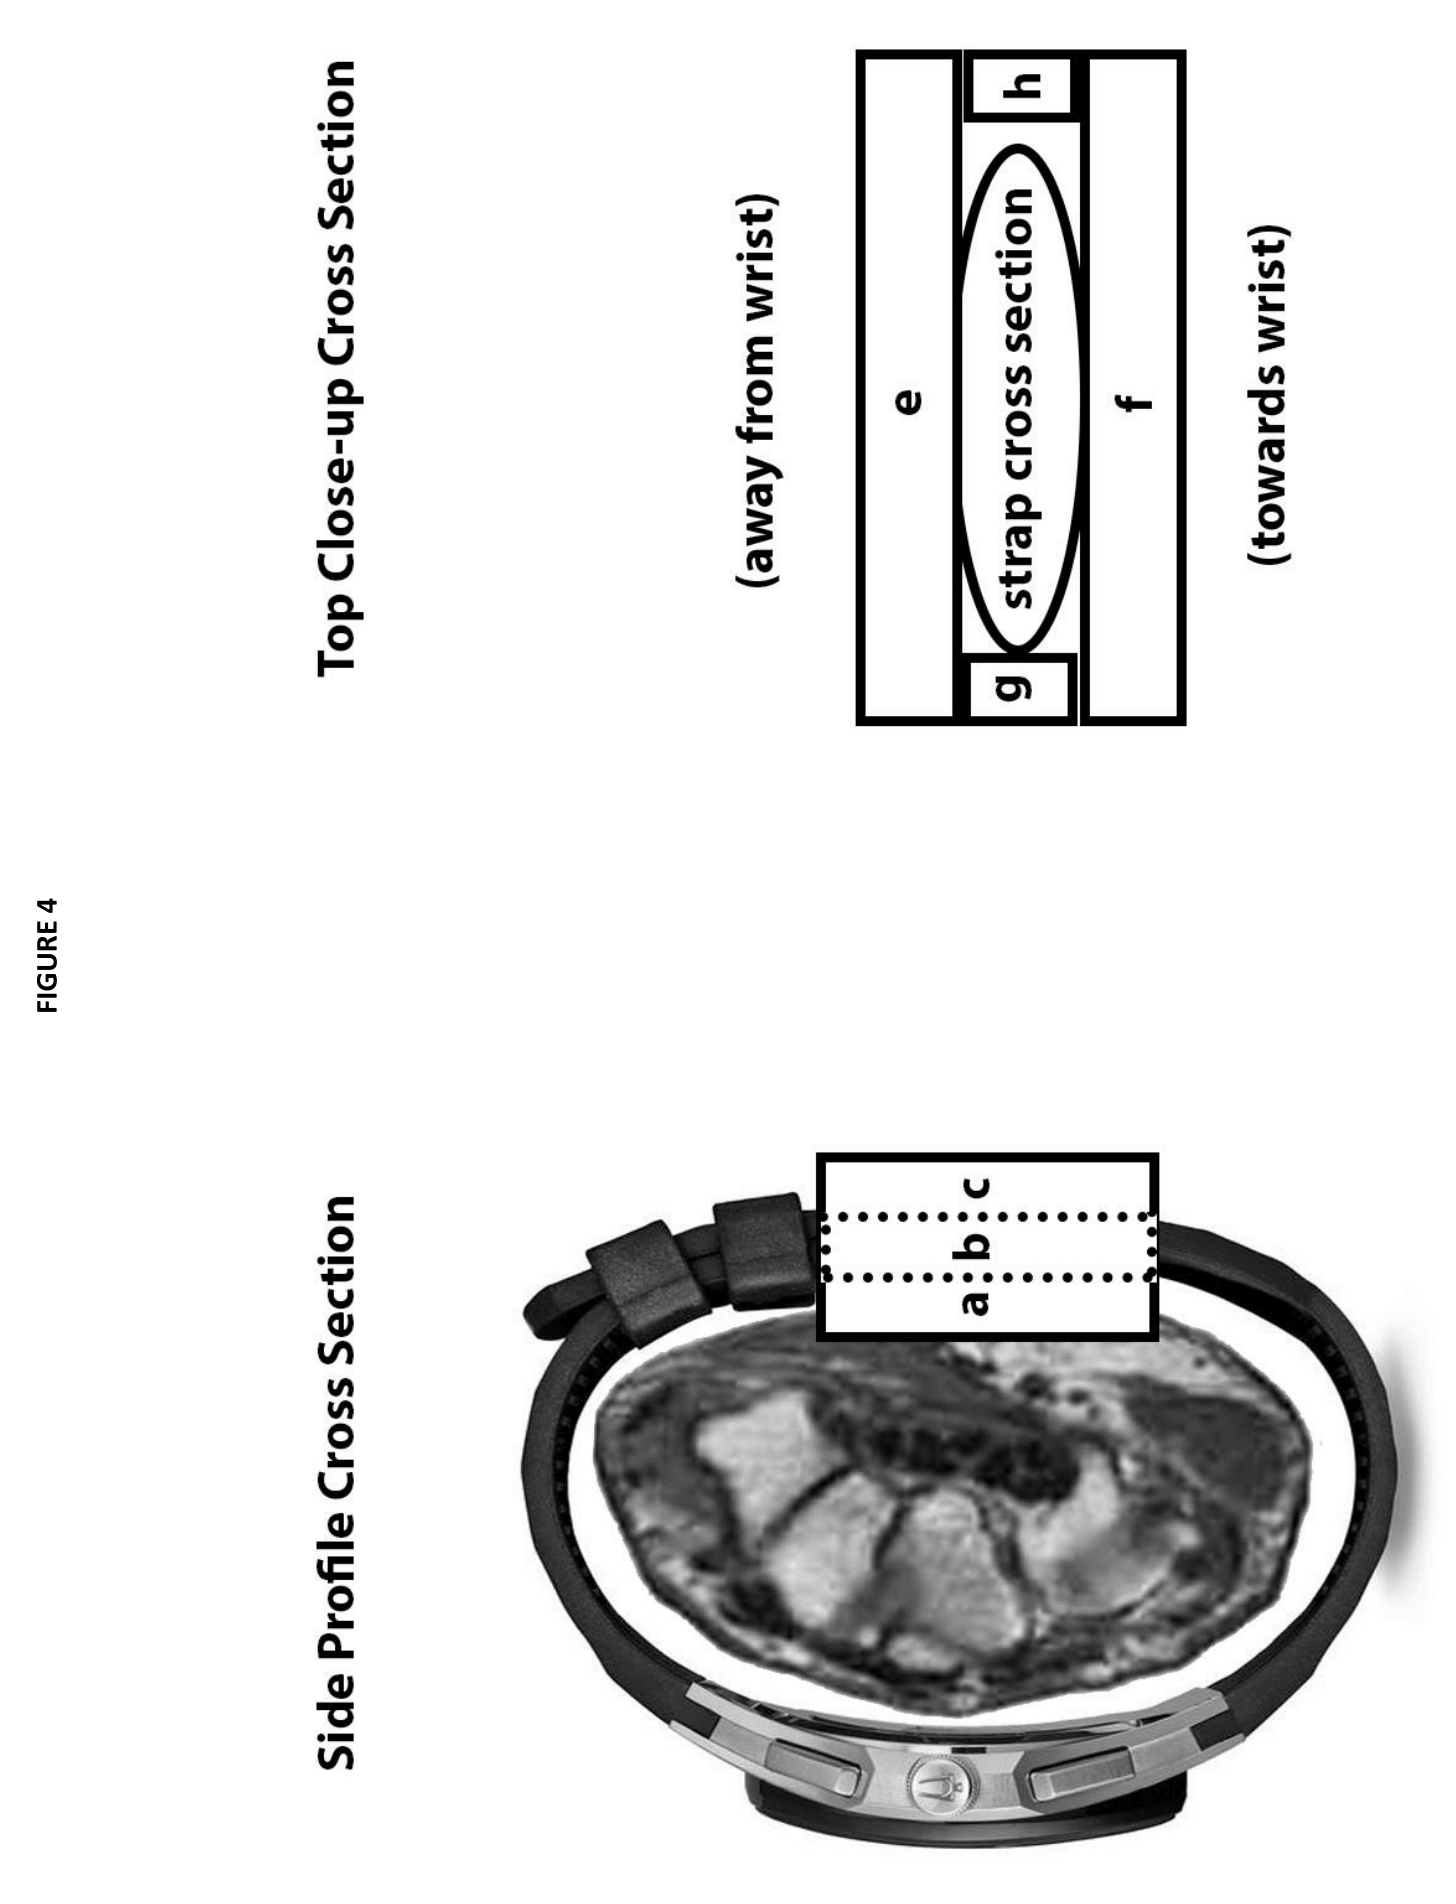 FIGURE 4
Side Profile Cross Section
Top Close-up Cross Section
a
b
c
(away from wrist)
e
g
strap cross section
h
f
(towards wrist)